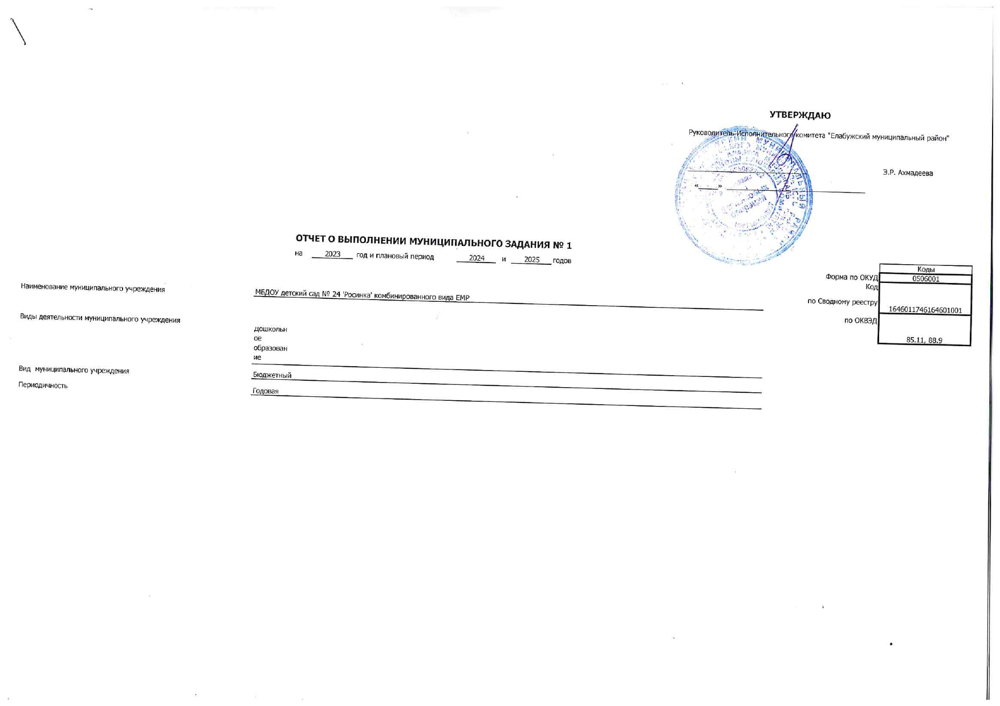 УТВЕРЖДАЮ
Руководитель Исполнительного комитета "Елабужский муниципальный район"
Э.Р. Ахмадеева
«_____»
ОТЧЕТ О ВЫПОЛНЕНИИ МУНИЦИПАЛЬНОГО ЗАДАНИЯ № 1
на 2023 год и плановый период 2024 и 2025 годов
Коды
Форма по ОКУД 0506001
Код
по Сводному реестру 1646011746164601001
по ОКВЭД 85.11, 88.9
Наименование муниципального учреждения МБДОУ детский сад № 24 'Росинка' комбинированного вида ЕМР
Виды деятельности муниципального учреждения
дошкольн
ое
образован
ие
Вид муниципального учреждения Бюджетный
Периодичность Годовая